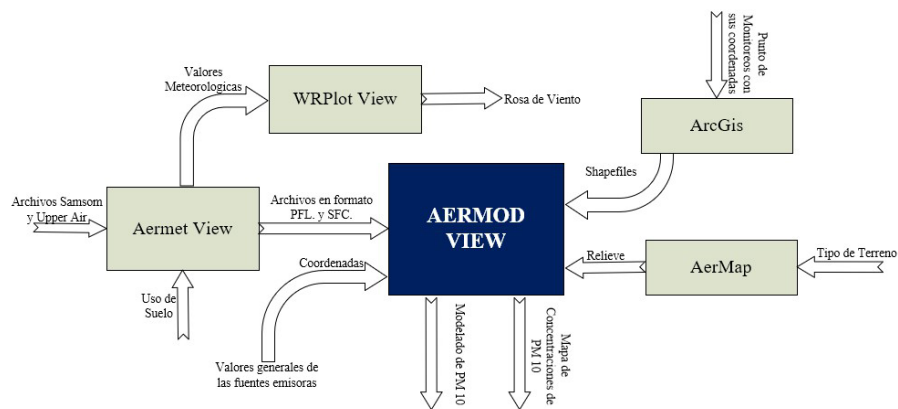 Punto de
Monitoreos con
sus coordenadas
Valores
Meteorologicas
WRPlot View
Rosa de Viento
ArcGis
Shapefiles
Archivos Samsom
y Upper Air
Aermet View
Archivos en formato
PFL. y SFC.
AERMOD
VIEW
Coordenadas
Relieve
AerMap
Tipo de Terreno
Uso de
Suelo
Valores generales de
las fuentes emisoras
Modelado de PM 10
Mapa de
Concentraciones de
PM 10